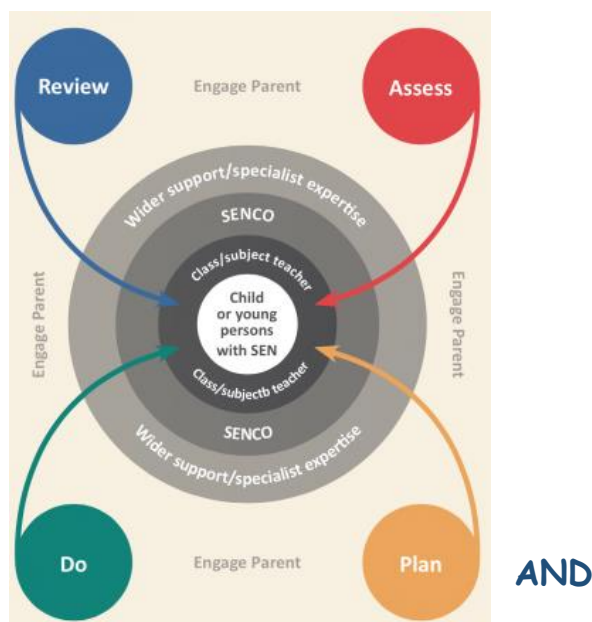 Review
Engage Parent
Assess
Wider support/specialist expertise
SENCO
Class/subject teacher
Engage Parent
Child
or young
persons
with SEN
Engage Parent
Class/subjectb teacher
SENCO
Wider support/specialist expertise
Do
Engage Parent
Plan
AND